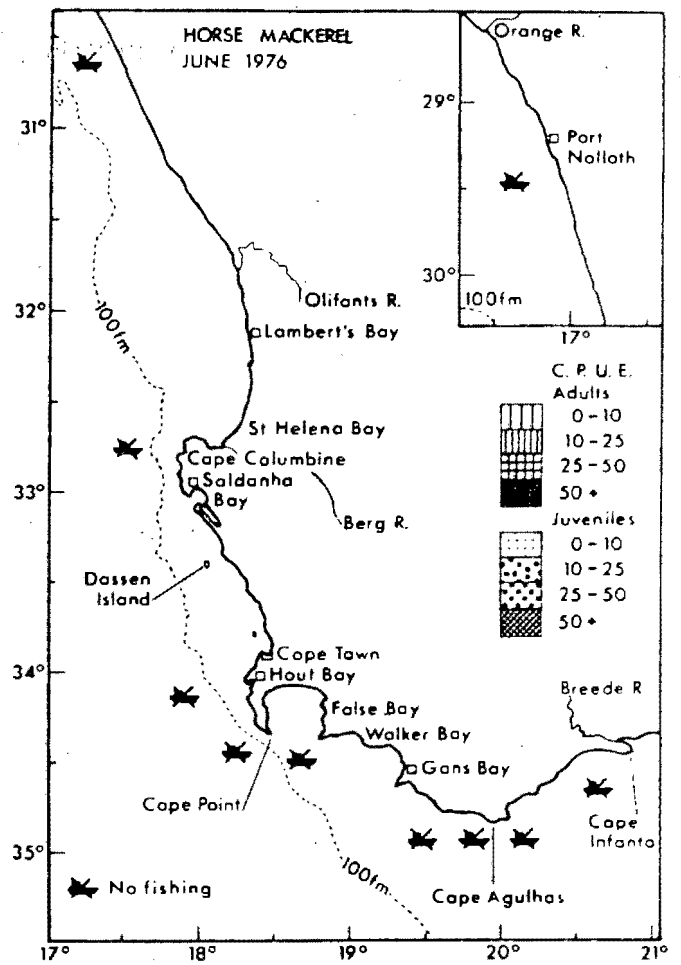 HORSE MACKEREL
JUNE 1976
Orange R.
29°
Port
Nolloth
30°
100fm
17°
31°
Olifants R.
32°
Lambert's Bay
100fm
C. P. U. E.
Adults
0-10
10-25
25-50
50+
Juveniles
0-10
10-25
25-50
50+
St Helena Bay
Cape Columbine
Saldanha
Bay
33°
Berg R.
Dassen
Island
Cape Town
Hout Bay
34°
Breede R
False Bay
Walker Bay
Gans Bay
Cape Point
Cape
Infanta
35°
100fm
No fishing
Cape Agulhas
17°
18°
19°
20°
21°